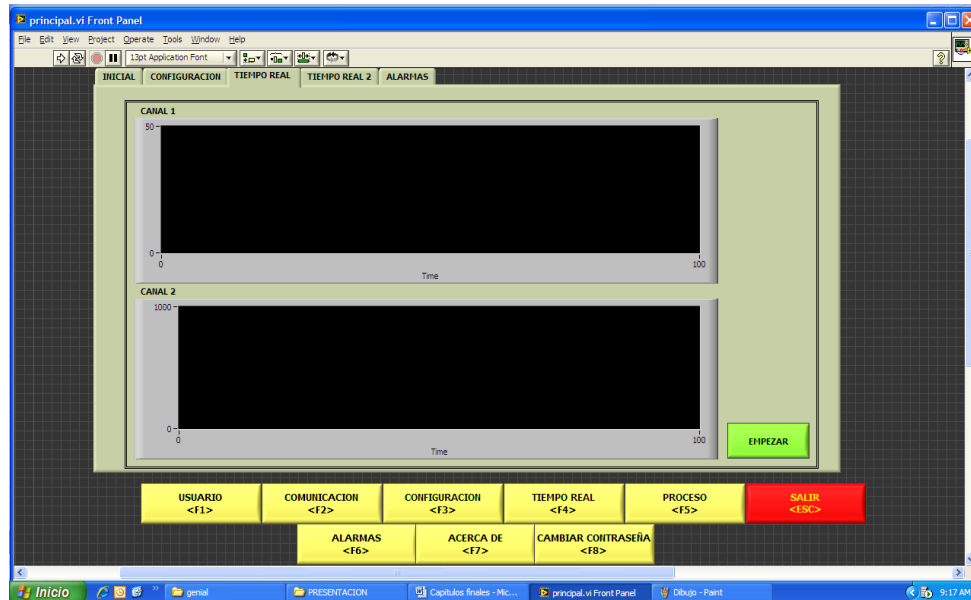 principal.vi Front Panel
File Edit View Project Operate Tools Window Help
13pt Application Font
INICIAL CONFIGURACION TIEMPO REAL TIEMPO REAL 2 ALARMAS
CANAL 1
50
0
0 100
Time
CANAL 2
1000
0
0 100
Time
EMPEZAR
USUARIO COMUNICACION CONFIGURACION TIEMPO REAL PROCESO SALIR
<F1> <F2> <F3> <F4> <F5> <ESC>
ALARMAS ACERCA DE CAMBIAR CONTRASEÑA
<F6> <F7> <F8>
Inicio » genial PRESENTACION Capitulos finales - Mic... principal.vi Front Panel Dibujo - Paint 9:17 AM